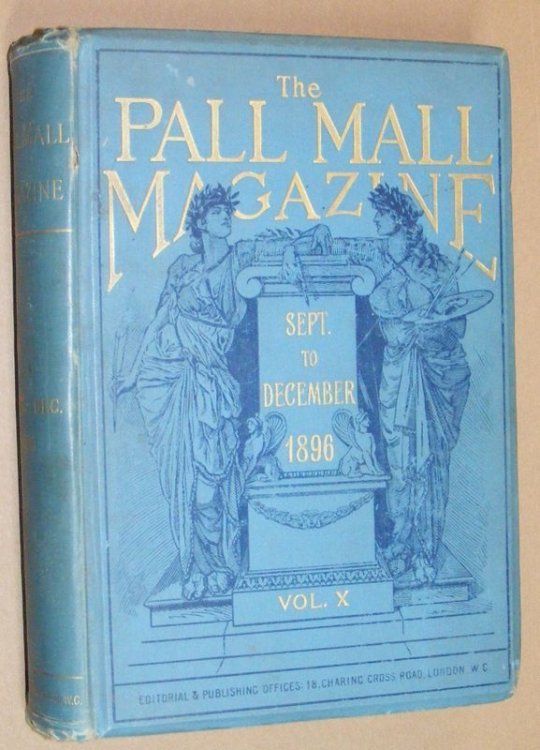 The
PALL MALL
MAGAZINE
SEPT.
TO
DECEMBER
1896
VOL. X
EDITORIAL & PUBLISHING OFFICES: 18, CHARING CROSS ROAD, LONDON, W.C.
MALL
ZINE
DEC.
W.C.